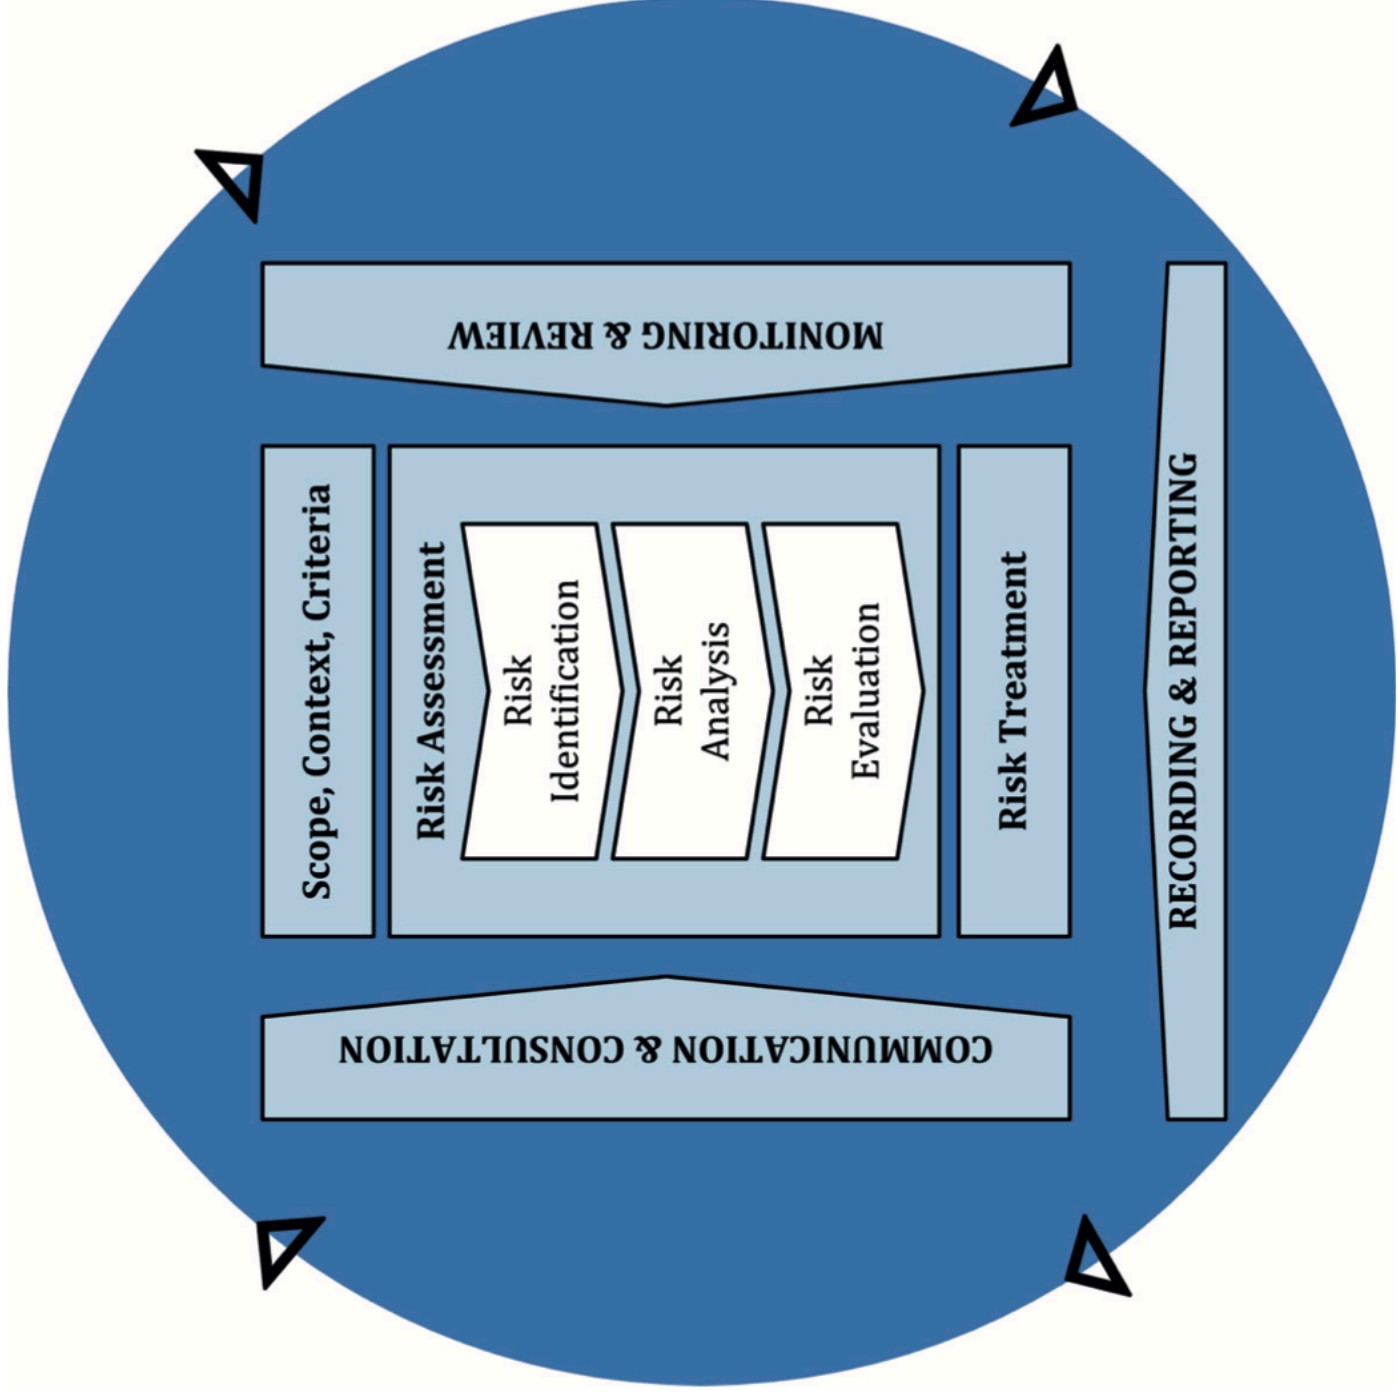 Scope, Context, Criteria
Risk Assessment
Risk
Identification
Risk
Analysis
Risk
Evaluation
Risk Treatment
COMMUNICATION & CONSULTATION
MONITORING & REVIEW
RECORDING & REPORTING